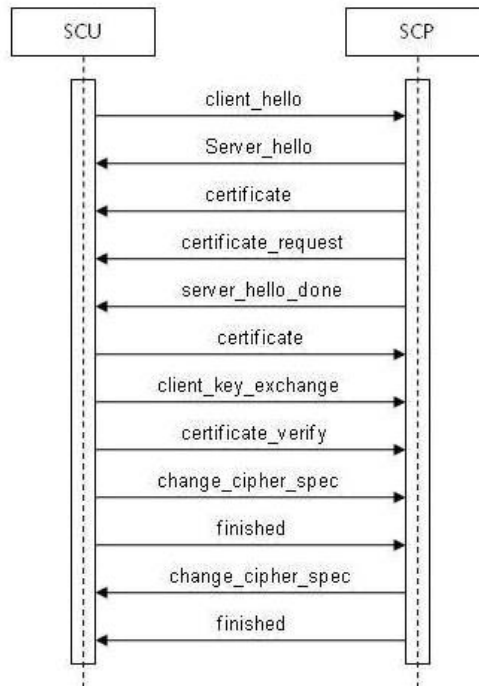 SCU
SCP
client_hello
Server_hello
certificate
certificate_request
server_hello_done
certificate
client_key_exchange
certificate_verify
change_cipher_spec
finished
change_cipher_spec
finished